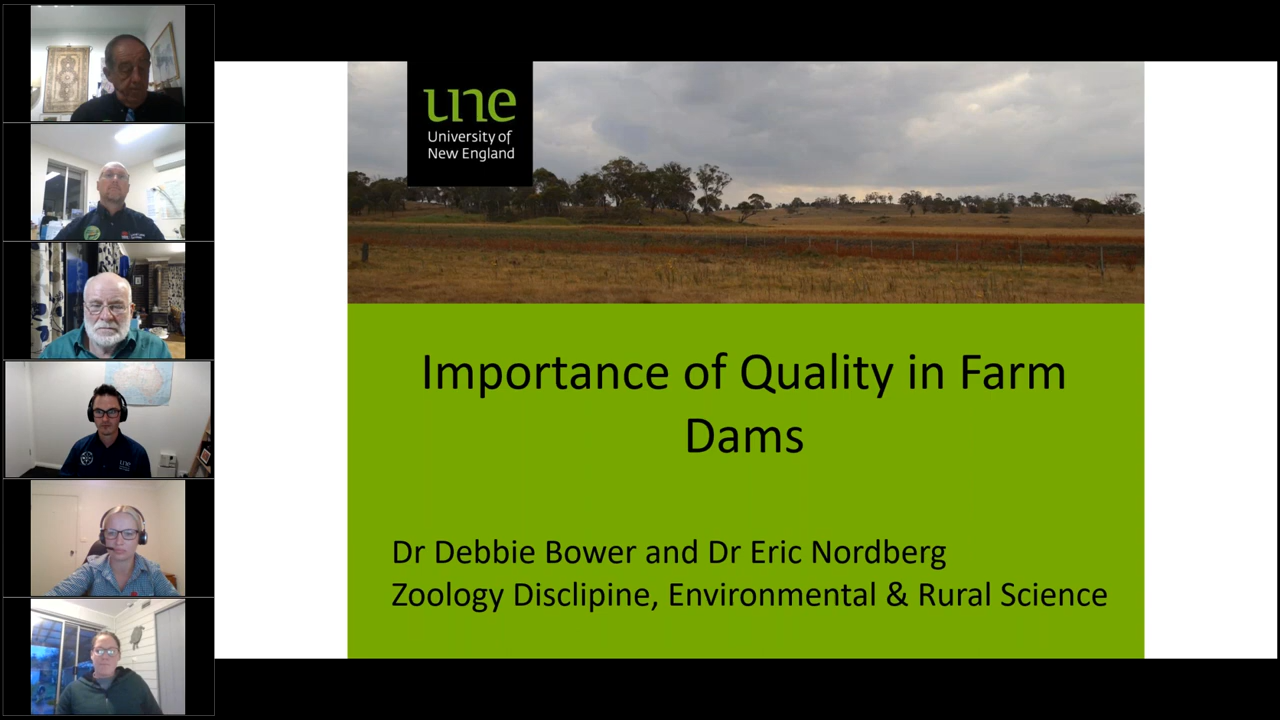 une
University of
New England
Importance of Quality in Farm
Dams
Dr Debbie Bower and Dr Eric Nordberg
Zoology Disclipine, Environmental & Rural Science